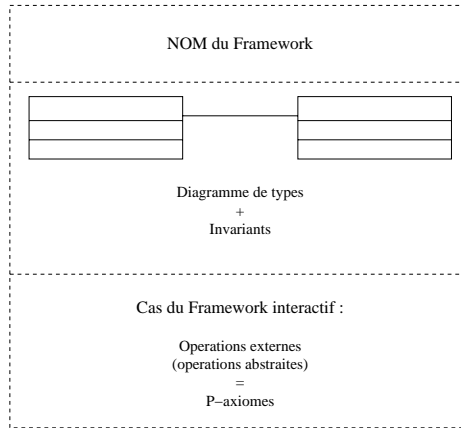 NOM du Framework
Diagramme de types
+
Invariants
Cas du Framework interactif :
Operations externes
(operations abstraites)
=
P−axiomes